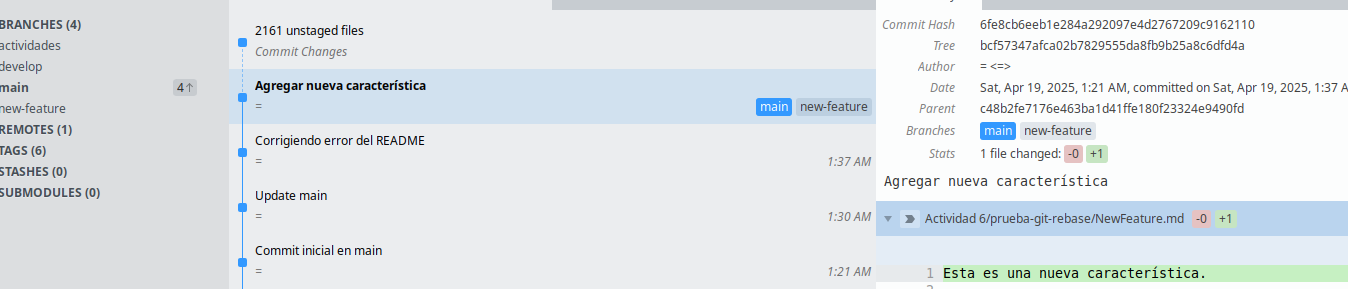 BRANCHES (4)
actividades
develop
main 4↑
new-feature
REMOTES (1)
TAGS (6)
STASHES (0)
SUBMODULES (0)
2161 unstaged files
Commit Changes
Agregar nueva característica
= main new-feature
Corrigiendo error del README
= 1:37 AM
Update main
= 1:30 AM
Commit inicial en main
= 1:21 AM
Commit Hash 6fe8cb6eeb1e284a292097e4d2767209c9162110
Tree bcf57347afca02b7829555da8fb9b25a8c6dfd4a
Author = <=>
Date Sat, Apr 19, 2025, 1:21 AM, committed on Sat, Apr 19, 2025, 1:37 A
Parent c48b2fe7176e463ba1d41ffe180f23324e9490fd
Branches main new-feature
Stats 1 file changed: -0 +1
Agregar nueva característica
Actividad 6/prueba-git-rebase/NewFeature.md -0 +1
1 Esta es una nueva característica.